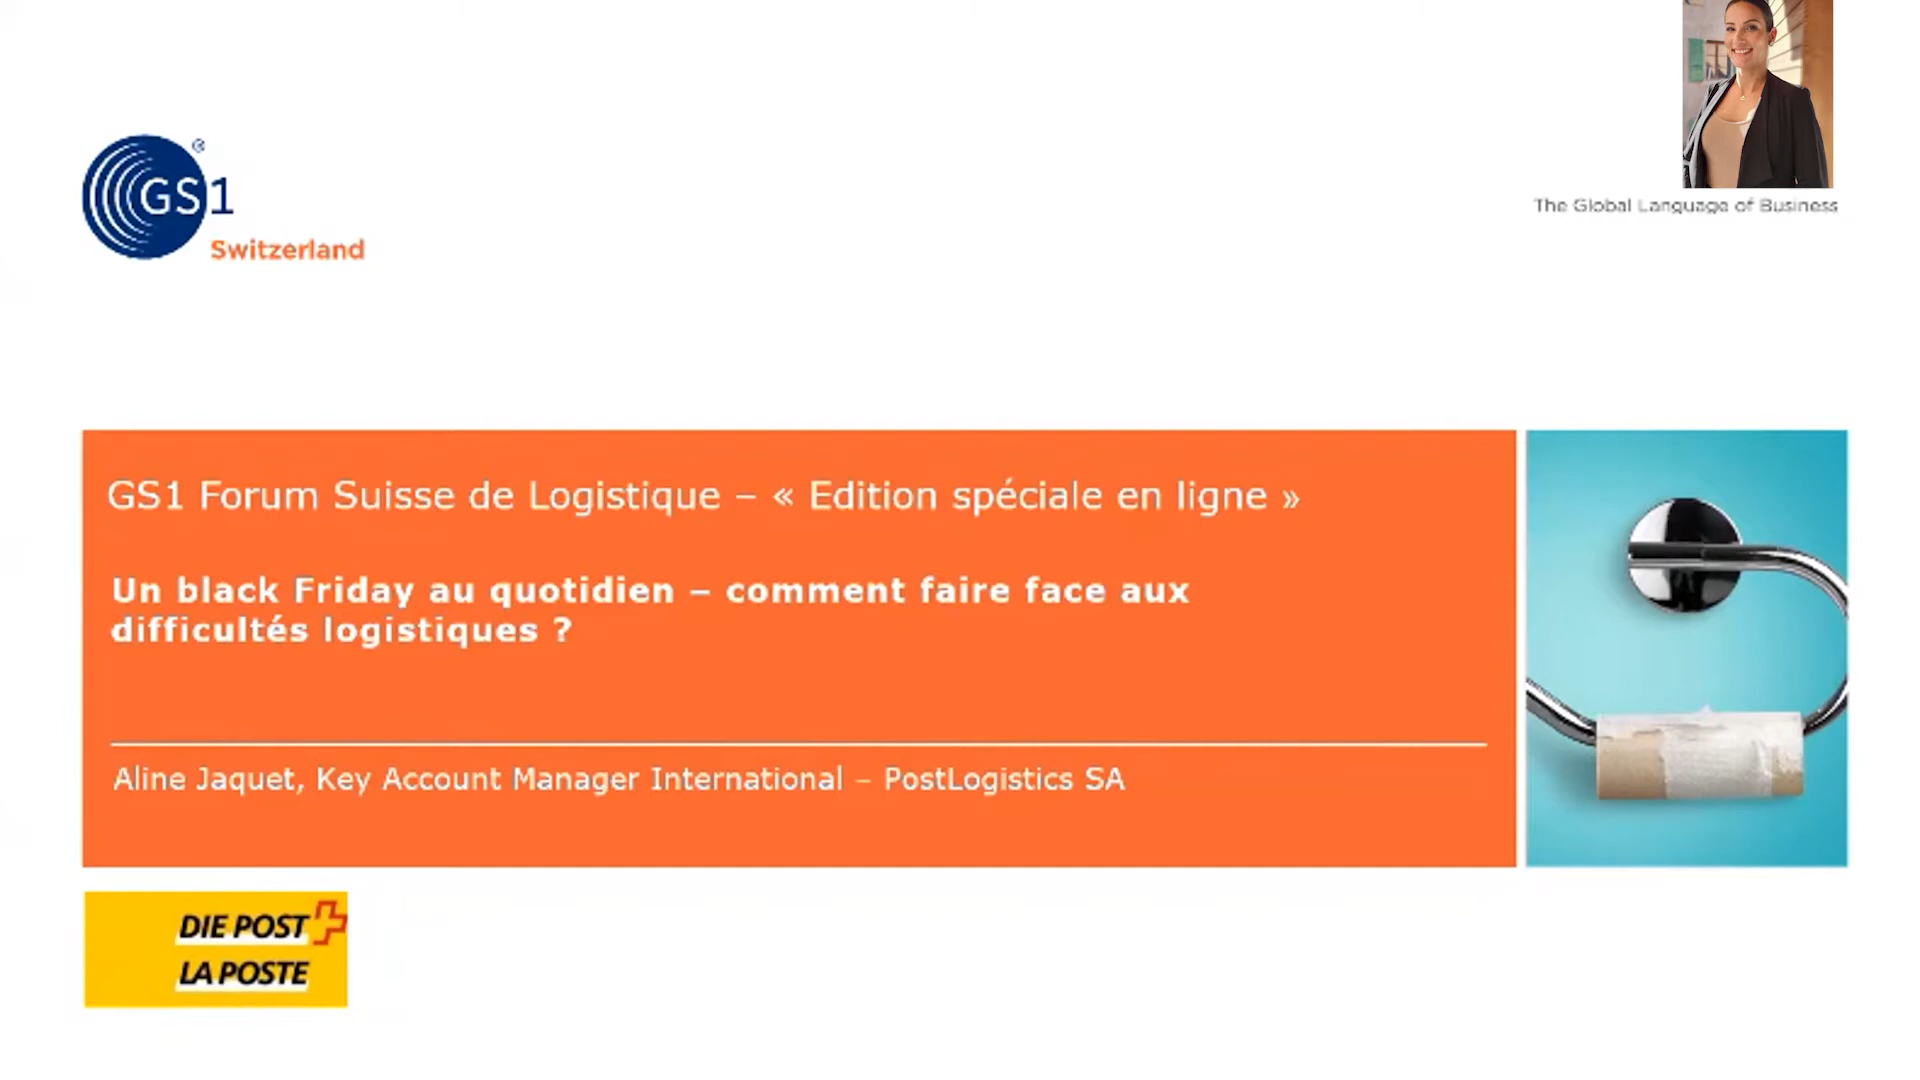 GS1
®
Switzerland
The Global Language of Business
GS1 Forum Suisse de Logistique – « Edition spéciale en ligne »
Un black Friday au quotidien – comment faire face aux
difficultés logistiques ?
Aline Jaquet, Key Account Manager International – PostLogistics SA
DIE POST
LA POSTE